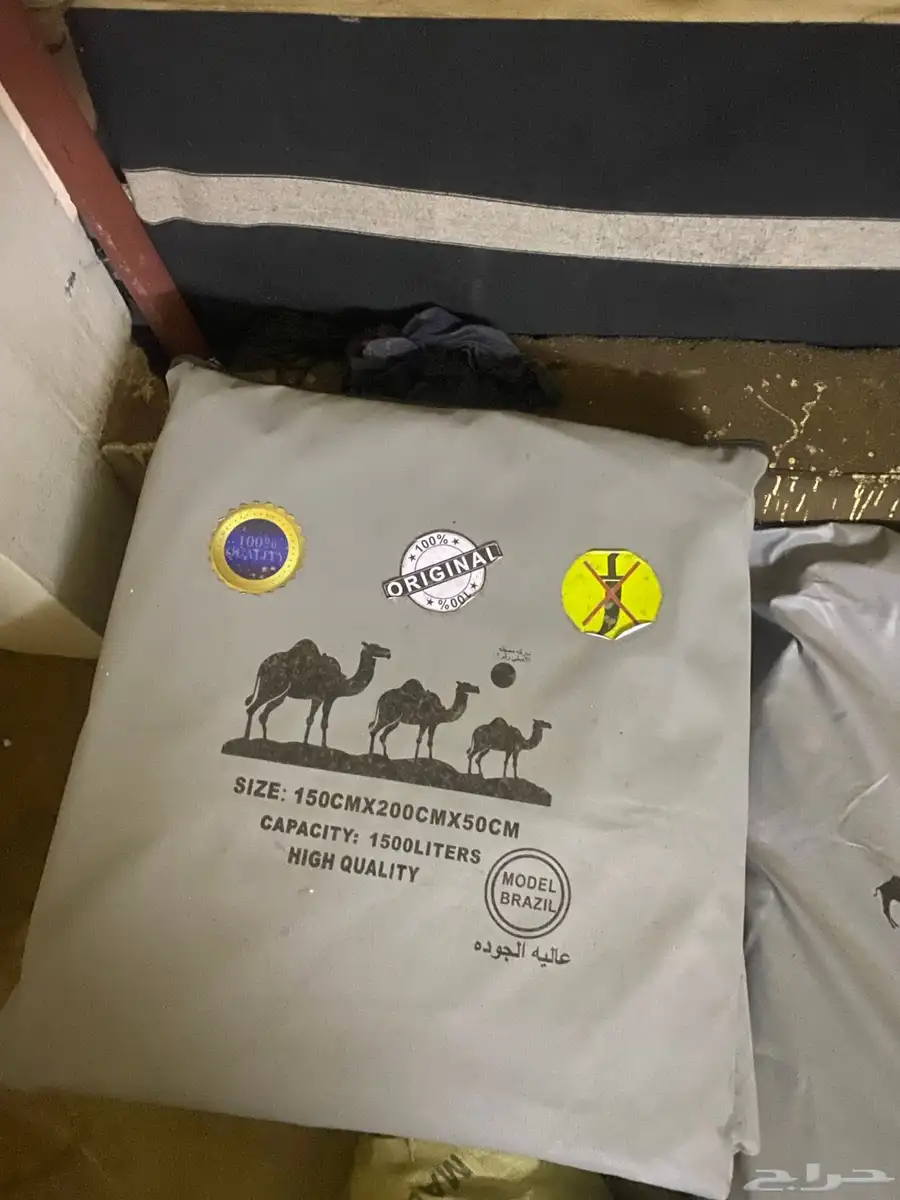 100%
QUALITY
100%
ORIGINAL
100%
SIZE: 150CMX200CMX50CM
CAPACITY: 1500LITERS
HIGH QUALITY
MODEL
BRAZIL
عاليه الجوده
حراج